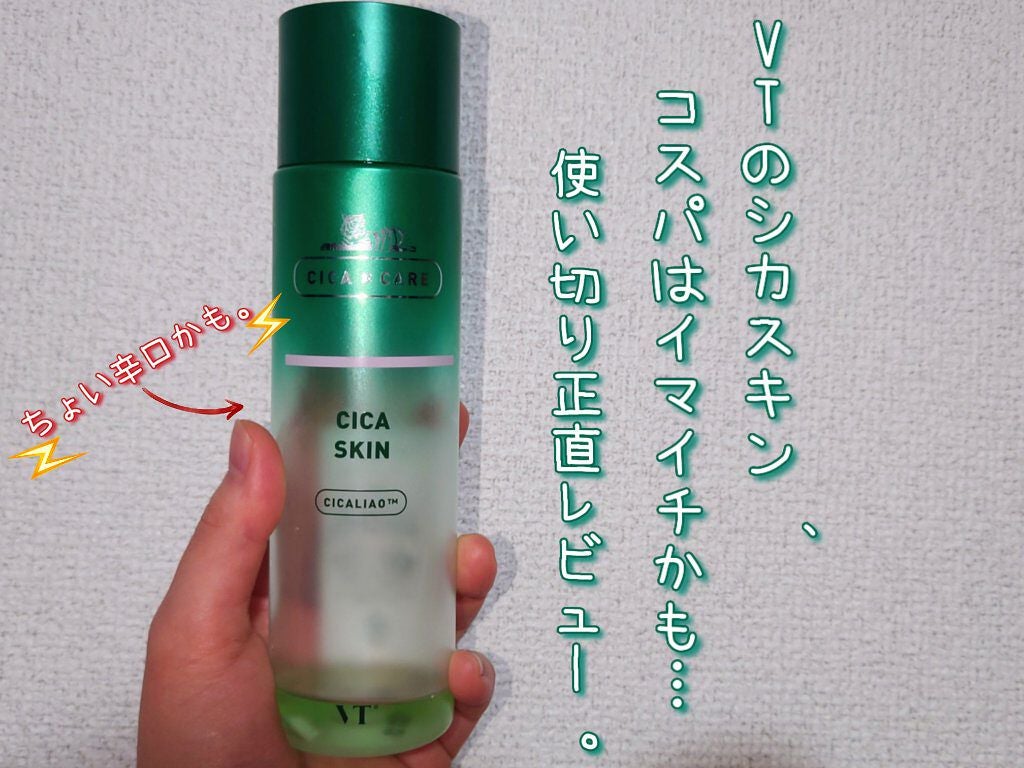 VTのシカスキン、
コスパはイマイチかも…
使い切り正直レビュー。
ちょい辛口かも。
CICA CARE
CICA
SKIN
CICALIAO™
VT